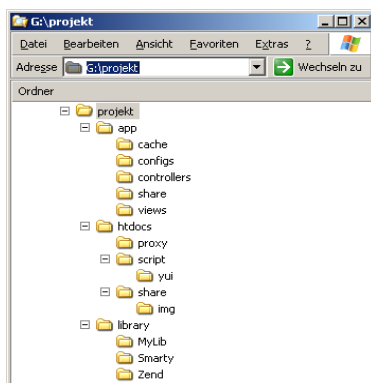 G:\projekt
Datei Bearbeiten Ansicht Favoriten Extras ?
Adresse G:\projekt Wechseln zu
Ordner
projekt
app
cache
configs
controllers
share
views
htdocs
proxy
script
yui
share
img
library
MyLib
Smarty
Zend